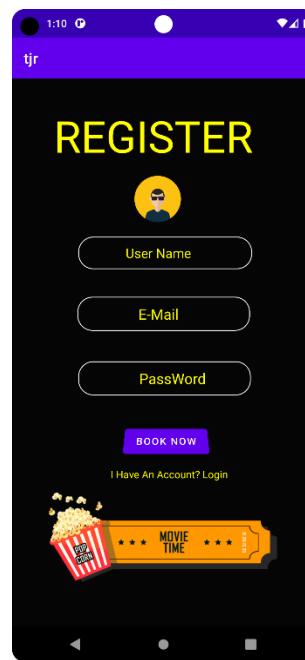 1:10
tjr
REGISTER
User Name
E-Mail
PassWord
BOOK NOW
I Have An Account? Login
POP
CORN
MOVIE
TIME